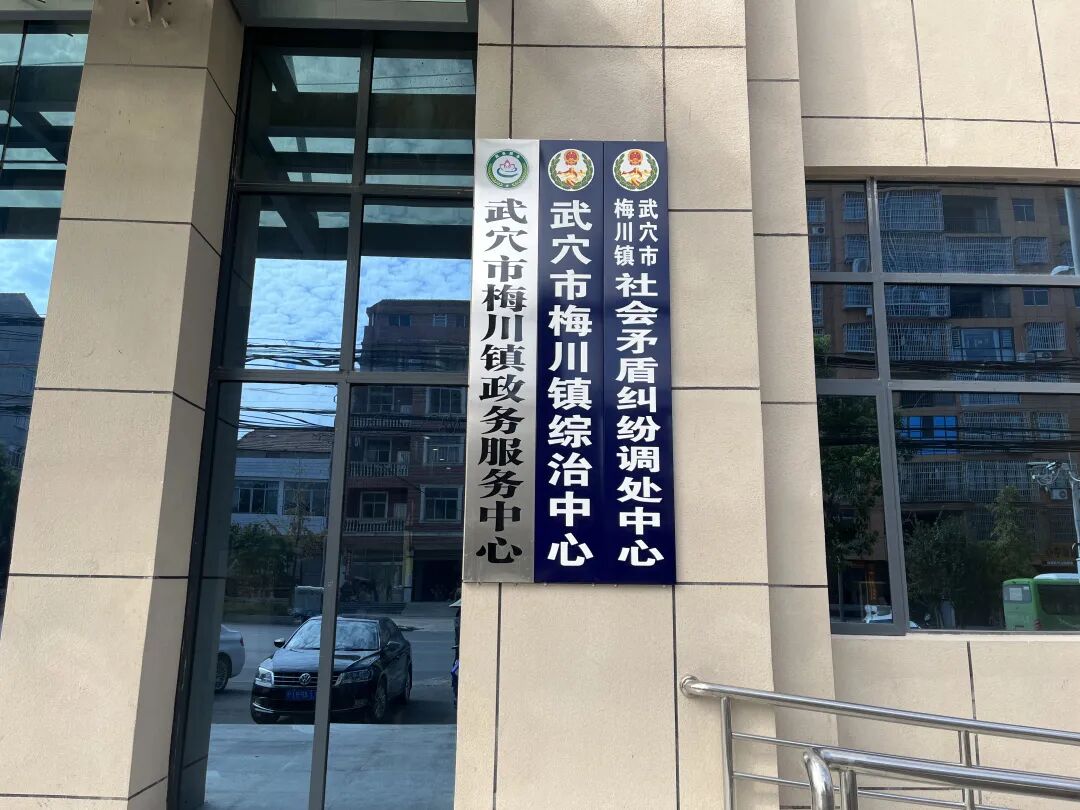 武穴市梅川镇政务服务中心
武穴市梅川镇综治中心
武穴市
梅川镇
社会矛盾纠纷调处中心